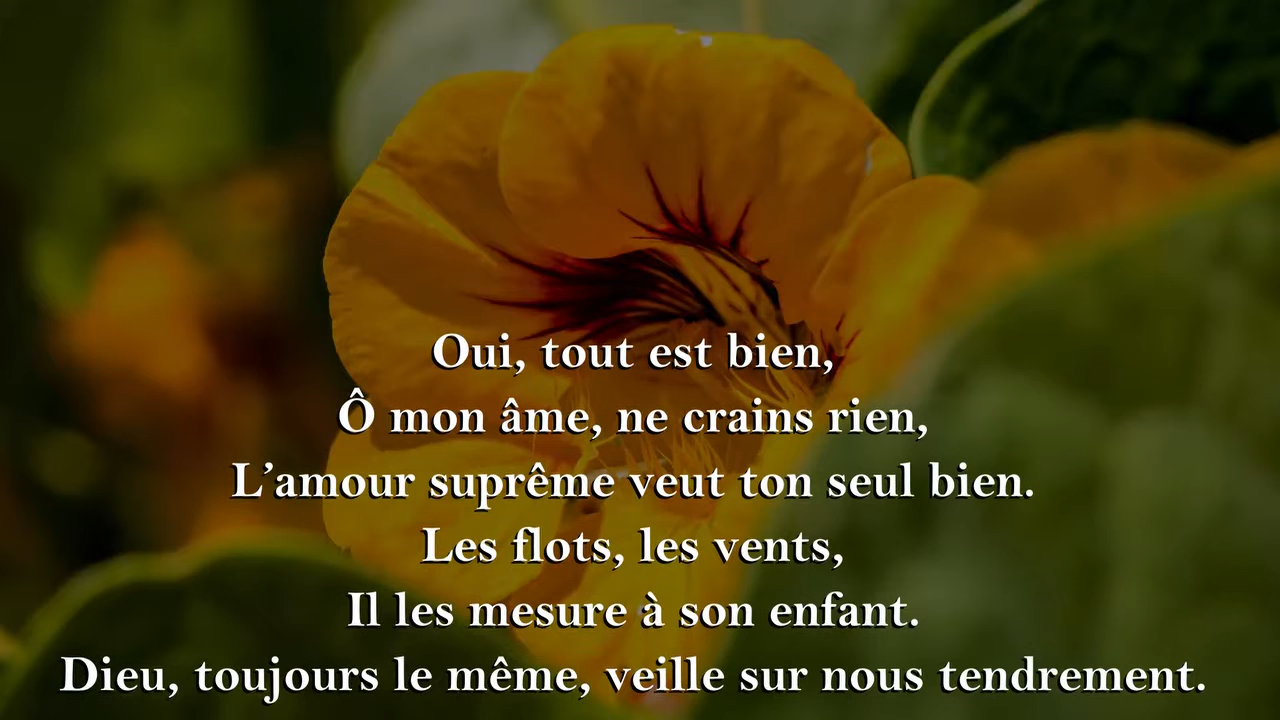 Oui, tout est bien,
Ô mon âme, ne crains rien,
L’amour suprême veut ton seul bien.
Les flots, les vents,
Il les mesure à son enfant.
Dieu, toujours le même, veille sur nous tendrement.